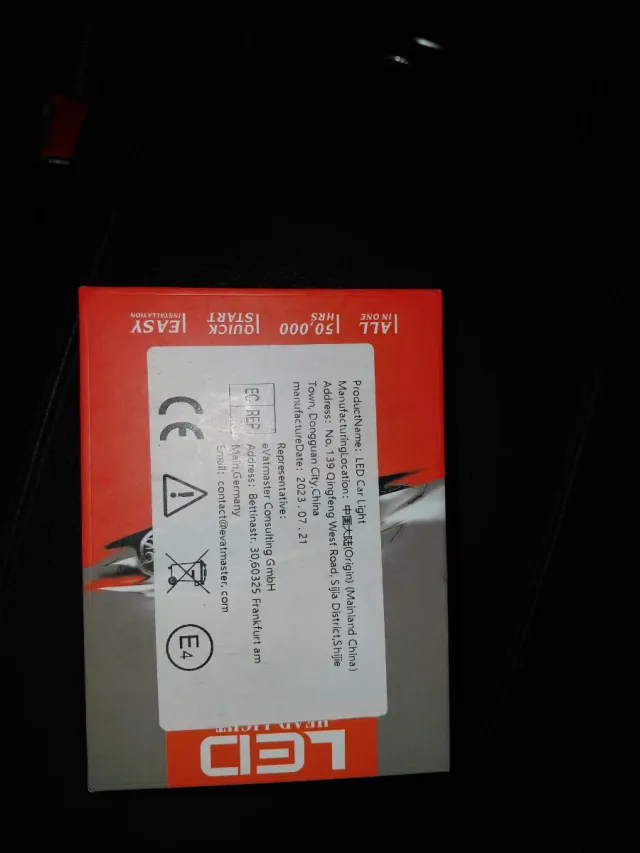 ALL
IN ONE
50,000
HRS
QUICK
START
EASY
INSTALLATION
ProductName: LED Car Light
ManufacturingLocation: 中国大陆(Origin) (Mainland China)
Address: No. 139 Qingfeng Wesf Road, Sijia District,Shijie
Town, Dongguan City,China
manufactureDate: 2023 . 07 . 21
EC REP
Representative:
eVatmaster Consulting GmbH
Address: Bettinastr. 30,60325 Frankfurt am
Main,Germany
Email: contact@evatmaster. com
CE
E4
LED
HEAD LIGHT